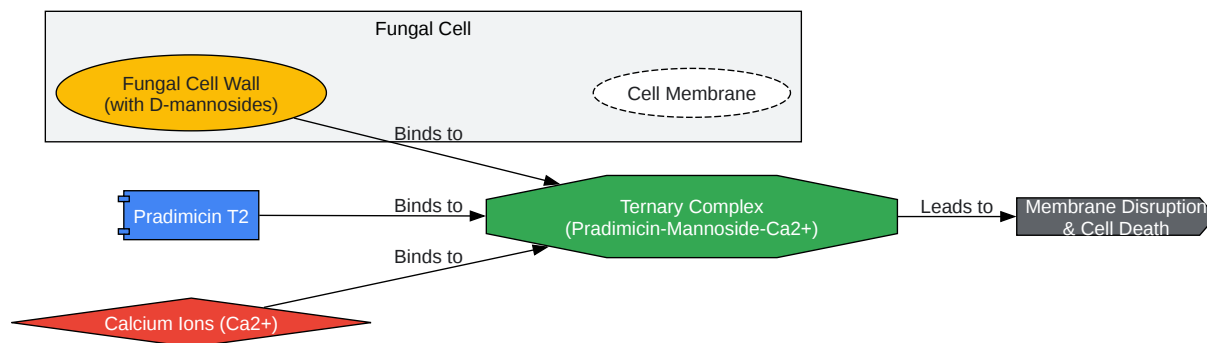 Fungal Cell
Fungal Cell Wall
(with D-mannosides)
Cell Membrane
Binds to
Pradimicin T2
Binds to
Ternary Complex
(Pradimicin-Mannoside-Ca2+)
Leads to
Membrane Disruption
& Cell Death
Binds to
Calcium Ions (Ca2+)